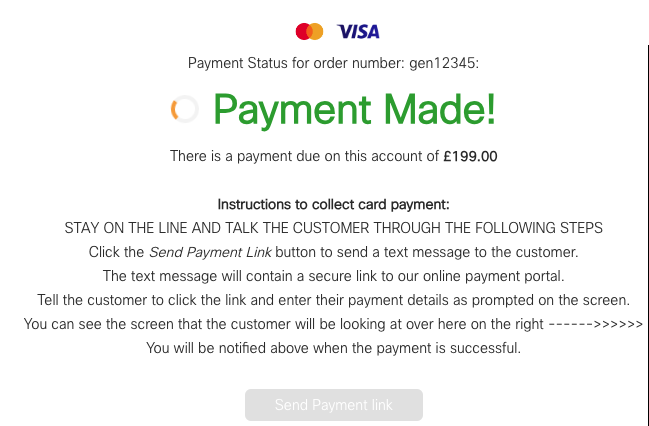 VISA
Payment Status for order number: gen12345:
Payment Made!
There is a payment due on this account of £199.00
Instructions to collect card payment:
STAY ON THE LINE AND TALK THE CUSTOMER THROUGH THE FOLLOWING STEPS
Click the Send Payment Link button to send a text message to the customer.
The text message will contain a secure link to our online payment portal.
Tell the customer to click the link and enter their payment details as prompted on the screen.
You can see the screen that the customer will be looking at over here on the right ------>>>>>>
You will be notified above when the payment is successful.
Send Payment link